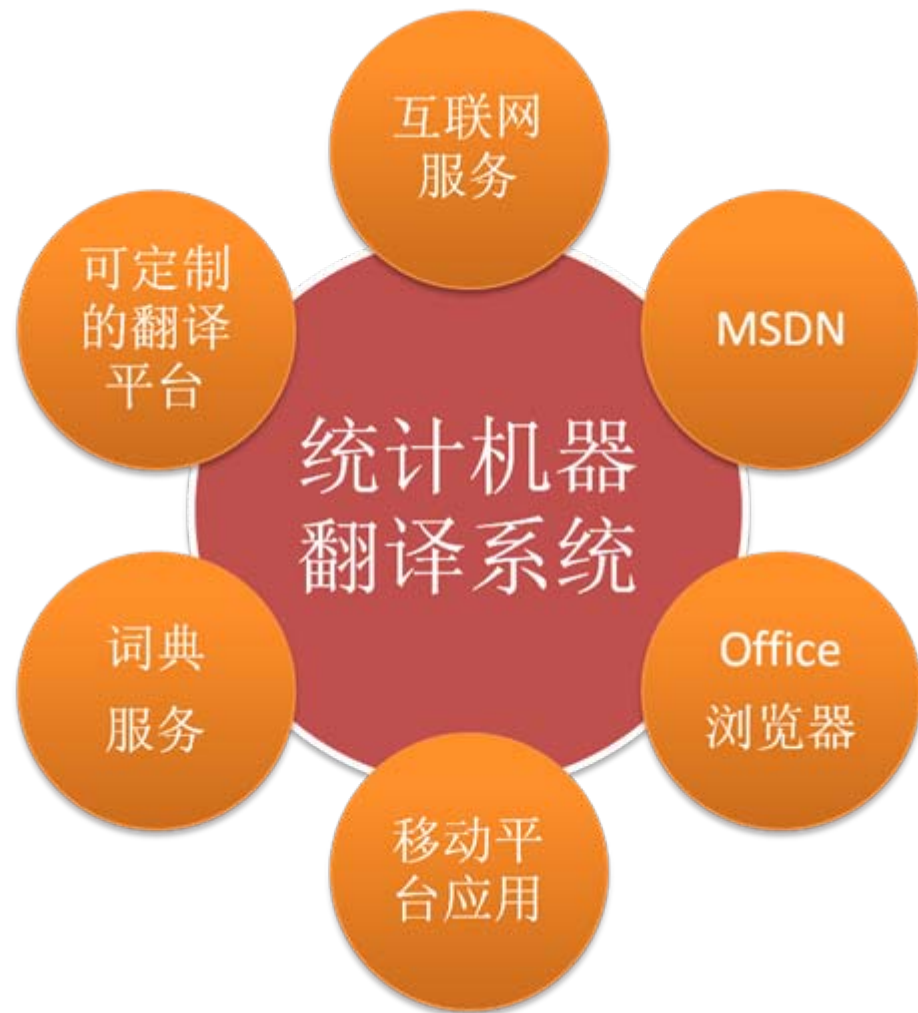 互联网
服务
可定制
的翻译
平台
MSDN
统计机器
翻译系统
词典
服务
Office
浏览器
移动平
台应用